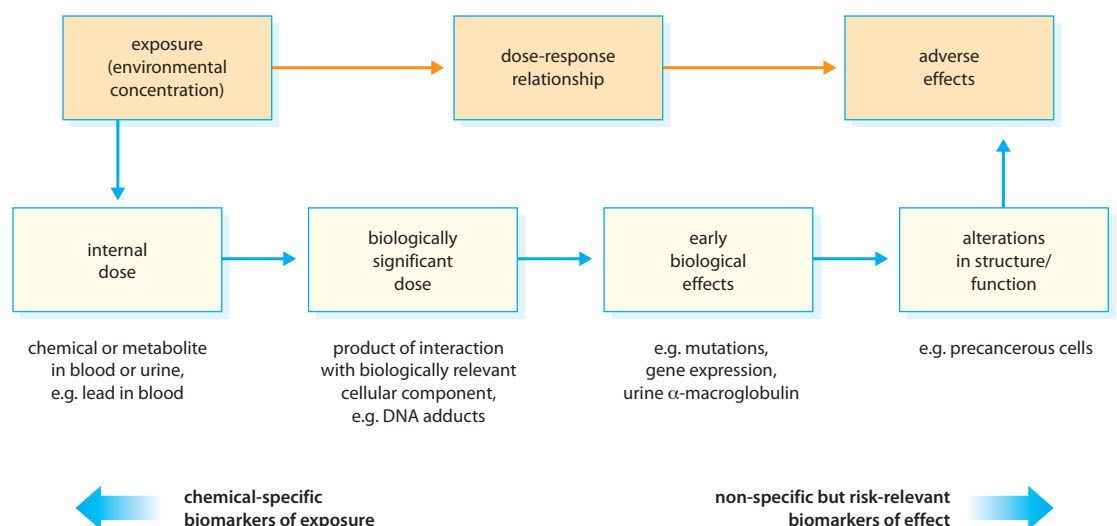 exposure
(environmental
concentration)
dose-response
relationship
adverse
effects
internal
dose
biologically
significant
dose
early
biological
effects
alterations
in structure/
function
chemical or metabolite
in blood or urine,
e.g. lead in blood
product of interaction
with biologically relevant
cellular component,
e.g. DNA adducts
e.g. mutations,
gene expression,
urine α-macroglobulin
e.g. precancerous cells
chemical-specific
biomarkers of exposure
non-specific but risk-relevant
biomarkers of effect